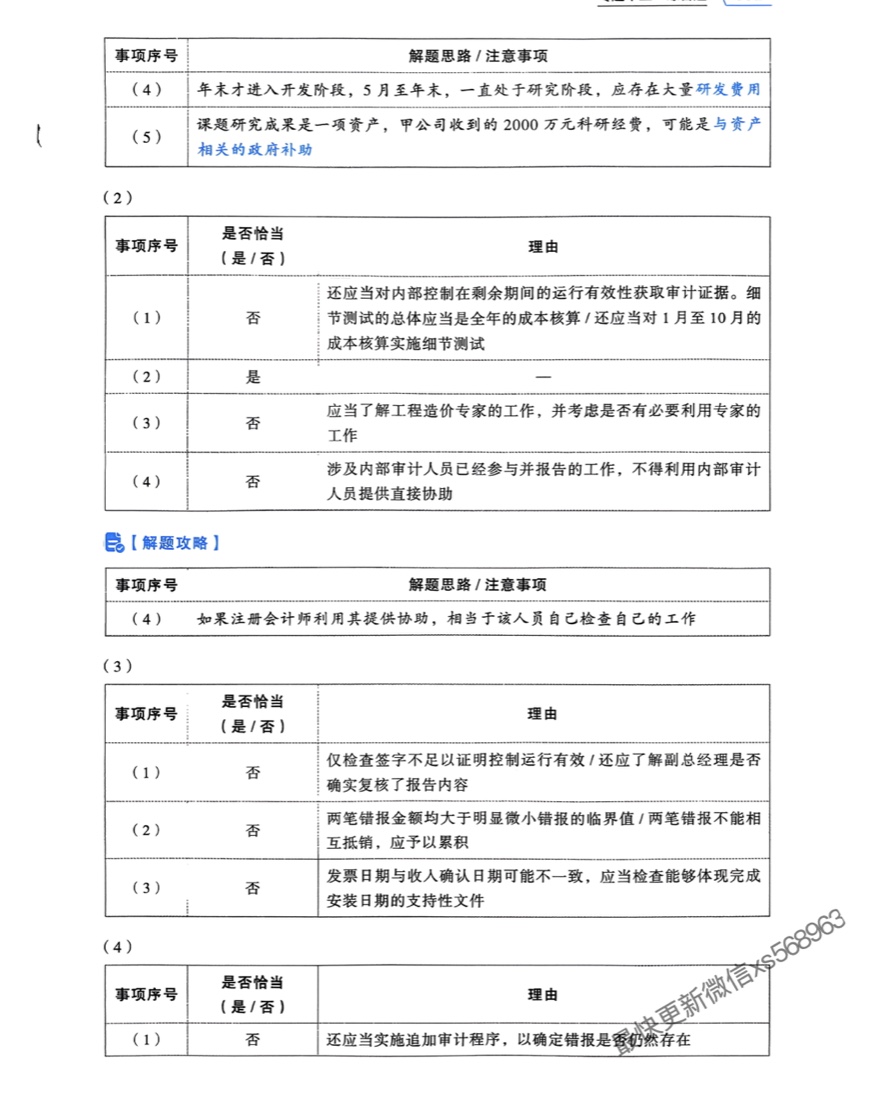 事项序号 解题思路 / 注意事项
（4） 年末才进入开发阶段，5 月至年末，一直处于研究阶段，应存在大量研发费用
（5） 课题研究成果是一项资产，甲公司收到的 2000 万元科研经费，可能是与资产
相关的政府补助
（2）
事项序号 是否恰当 理由
（是 / 否）
（1） 否 还应当对内部控制在剩余期间的运行有效性获取审计证据。细
节测试的总体应当是全年的成本核算 / 还应当对 1 月至 10 月的
成本核算实施细节测试
（2） 是 —
（3） 否 应当了解工程造价专家的工作，并考虑是否有必要利用专家的
工作
（4） 否 涉及内部审计人员已经参与并报告的工作，不得利用内部审计
人员提供直接协助
【解题攻略】
事项序号 解题思路 / 注意事项
（4） 如果注册会计师利用其提供协助，相当于该人员自己检查自己的工作
（3）
事项序号 是否恰当 理由
（是 / 否）
（1） 否 仅检查签字不足以证明控制运行有效 / 还应了解副总经理是否
确实复核了报告内容
（2） 否 两笔错报金额均大于明显微小错报的临界值 / 两笔错报不能相
互抵销，应予以累积
（3） 否 发票日期与收入确认日期可能不一致，应当检查能够体现完成
安装日期的支持性文件
（4）
事项序号 是否恰当 理由
（是 / 否）
（1） 否 还应当实施追加审计程序，以确定错报是否仍然存在
最快更新微信xs568963